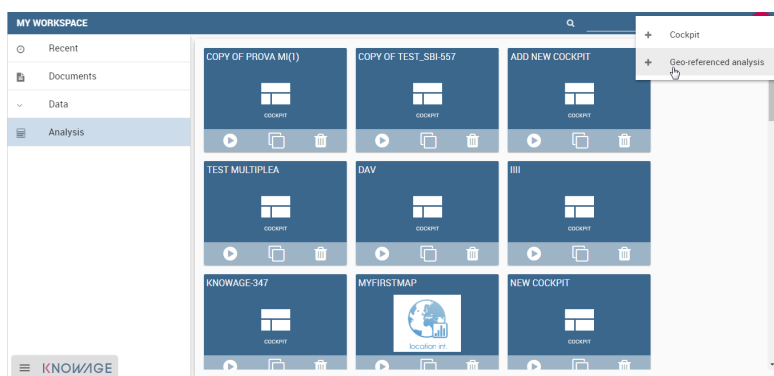 MY WORKSPACE
Cockpit
Geo-referenced analysis
Recent
Documents
Data
Analysis
COPY OF PROVA MI(1)
COCKPIT
COPY OF TEST_SBI-557
COCKPIT
ADD NEW COCKPIT
COCKPIT
TEST MULTIPLEA
COCKPIT
DAV
COCKPIT
IIII
COCKPIT
KNOWAGE-347
COCKPIT
MYFIRSTMAP
location int.
NEW COCKPIT
COCKPIT
KNOWAGE